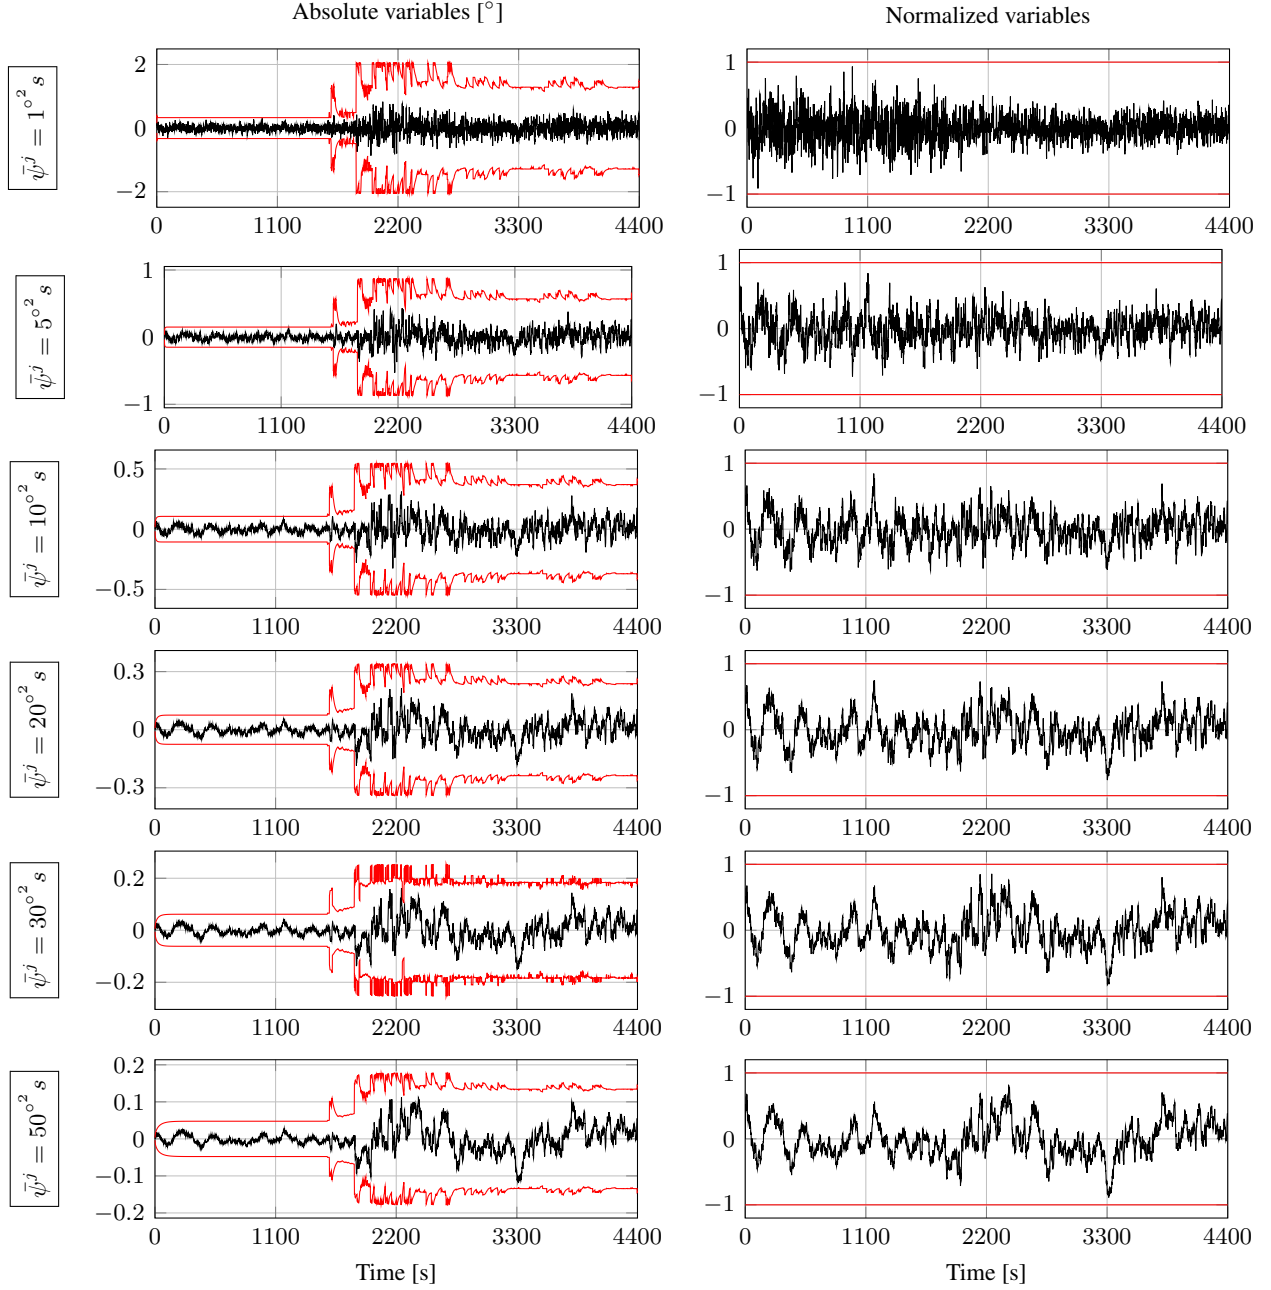 Absolute variables [°]
Normalized variables
ψ̄ʲ = 1°² s
2
0
−2
0 1100 2200 3300 4400
1
0
−1
0 1100 2200 3300 4400
ψ̄ʲ = 5°² s
1
0
−1
0 1100 2200 3300 4400
1
0
−1
0 1100 2200 3300 4400
ψ̄ʲ = 10°² s
0.5
0
−0.5
0 1100 2200 3300 4400
1
0
−1
0 1100 2200 3300 4400
ψ̄ʲ = 20°² s
0.3
0
−0.3
0 1100 2200 3300 4400
1
0
−1
0 1100 2200 3300 4400
ψ̄ʲ = 30°² s
0.2
0
−0.2
0 1100 2200 3300 4400
1
0
−1
0 1100 2200 3300 4400
ψ̄ʲ = 50°² s
0.2
0.1
0
−0.1
−0.2
0 1100 2200 3300 4400
Time [s]
1
0
−1
0 1100 2200 3300 4400
Time [s]